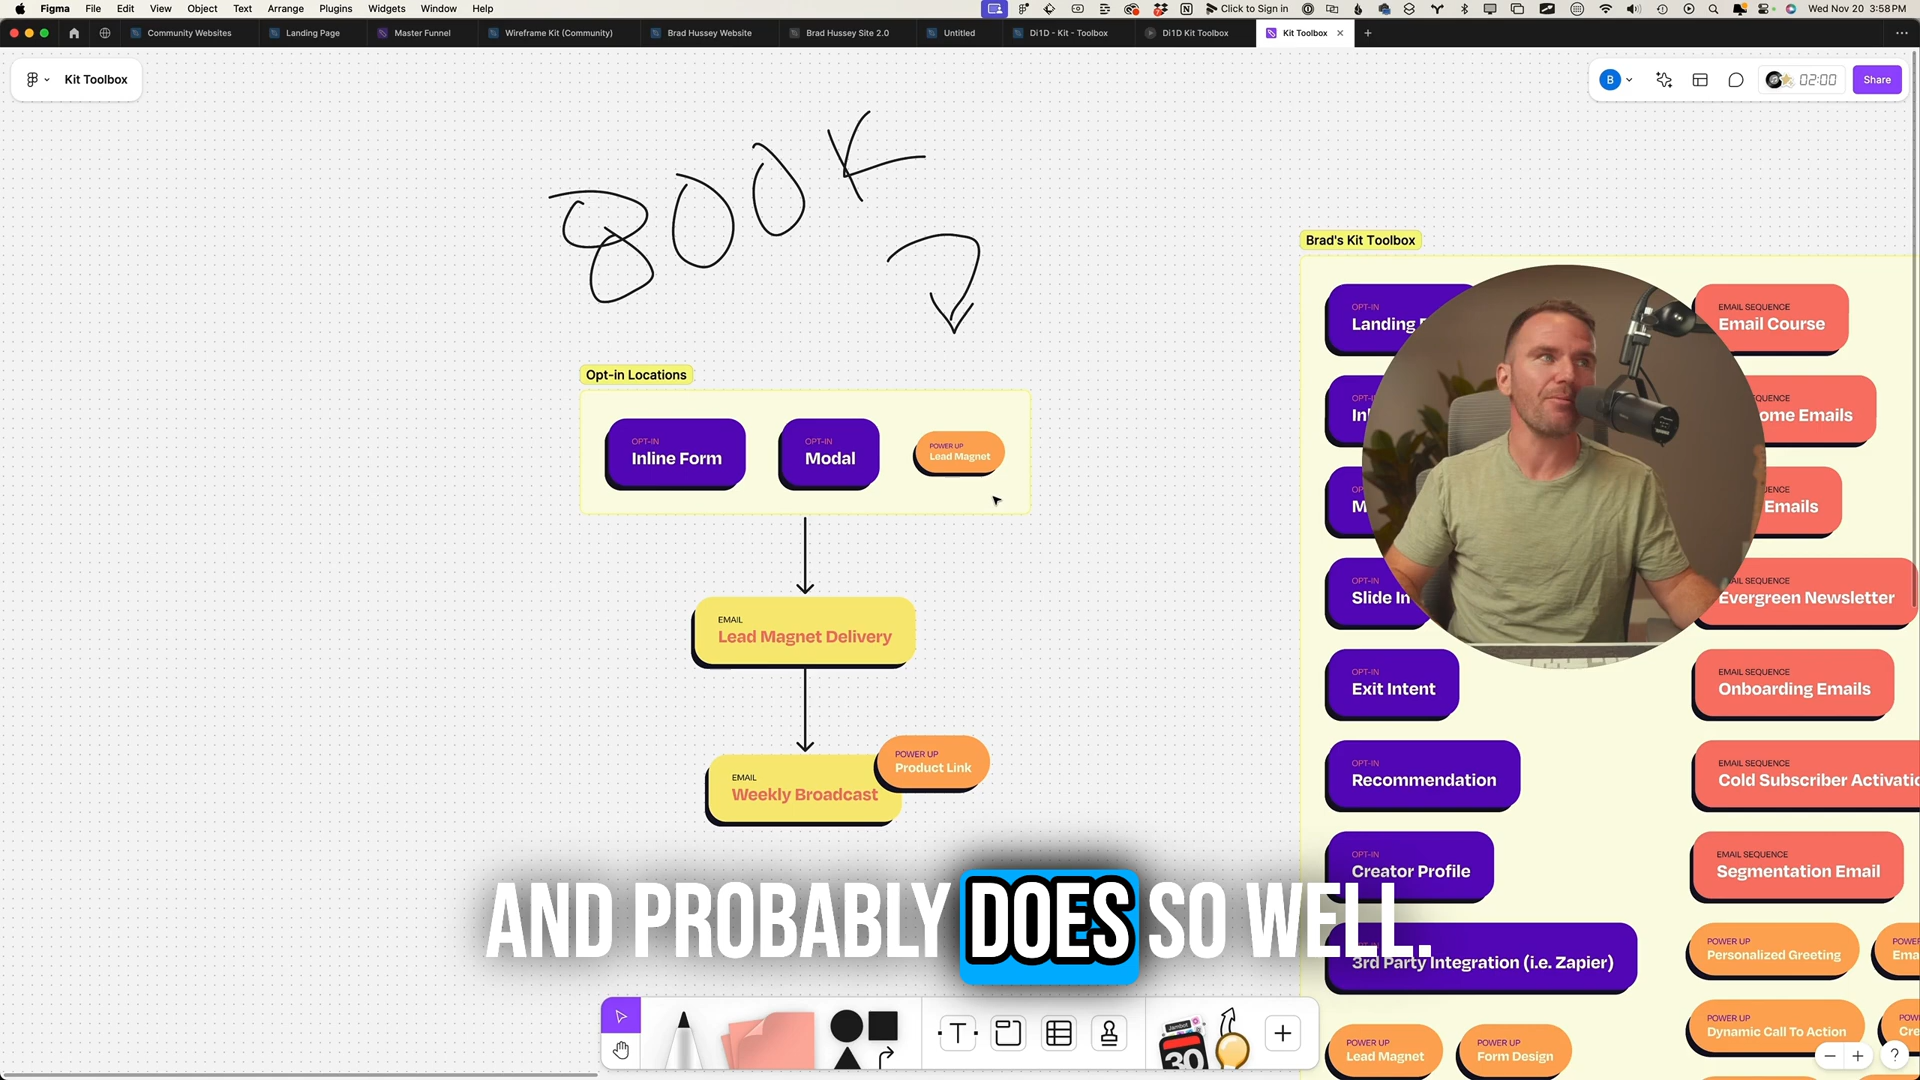 Figma File Edit View Object Text Arrange Plugins Widgets Window Help
Click to Sign in
Wed Nov 20 3:58 PM
Community Websites
Landing Page
Master Funnel
Wireframe Kit (Community)
Brad Hussey Website
Brad Hussey Site 2.0
Untitled
Di1D - Kit - Toolbox
Di1D Kit Toolbox
Kit Toolbox
Kit Toolbox
B
02:00
Share
800K
Opt-in Locations
OPT-IN
Inline Form
OPT-IN
Modal
POWER UP
Lead Magnet
EMAIL
Lead Magnet Delivery
POWER UP
Product Link
EMAIL
Weekly Broadcast
Brad's Kit Toolbox
OPT-IN
Landing
EMAIL SEQUENCE
Email Course
Emails
Emails
OPT-IN
Slide In
Evergreen Newsletter
OPT-IN
Exit Intent
EMAIL SEQUENCE
Onboarding Emails
OPT-IN
Recommendation
EMAIL SEQUENCE
Cold Subscriber
OPT-IN
Creator Profile
EMAIL SEQUENCE
Segmentation Email
3rd Party Integration (i.e. Zapier)
POWER UP
Personalized Greeting
POWER UP
Dynamic Call To Action
POWER UP
Lead Magnet
POWER UP
Form Design
AND PROBABLY DOES SO WELL.
T
Jambot
30
?